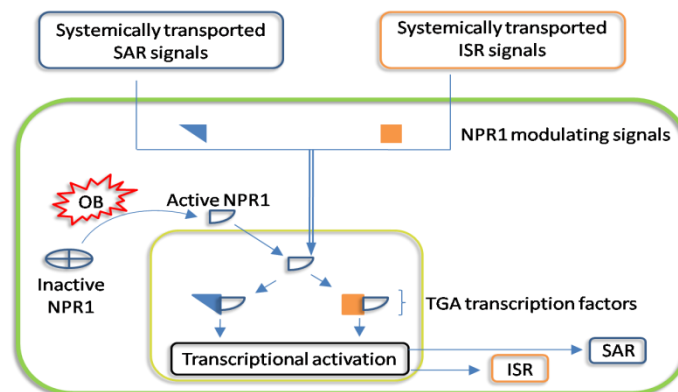 Systemically transported
SAR signals
Systemically transported
ISR signals
NPR1 modulating signals
OB
Active NPR1
Inactive
NPR1
TGA transcription factors
Transcriptional activation
SAR
ISR